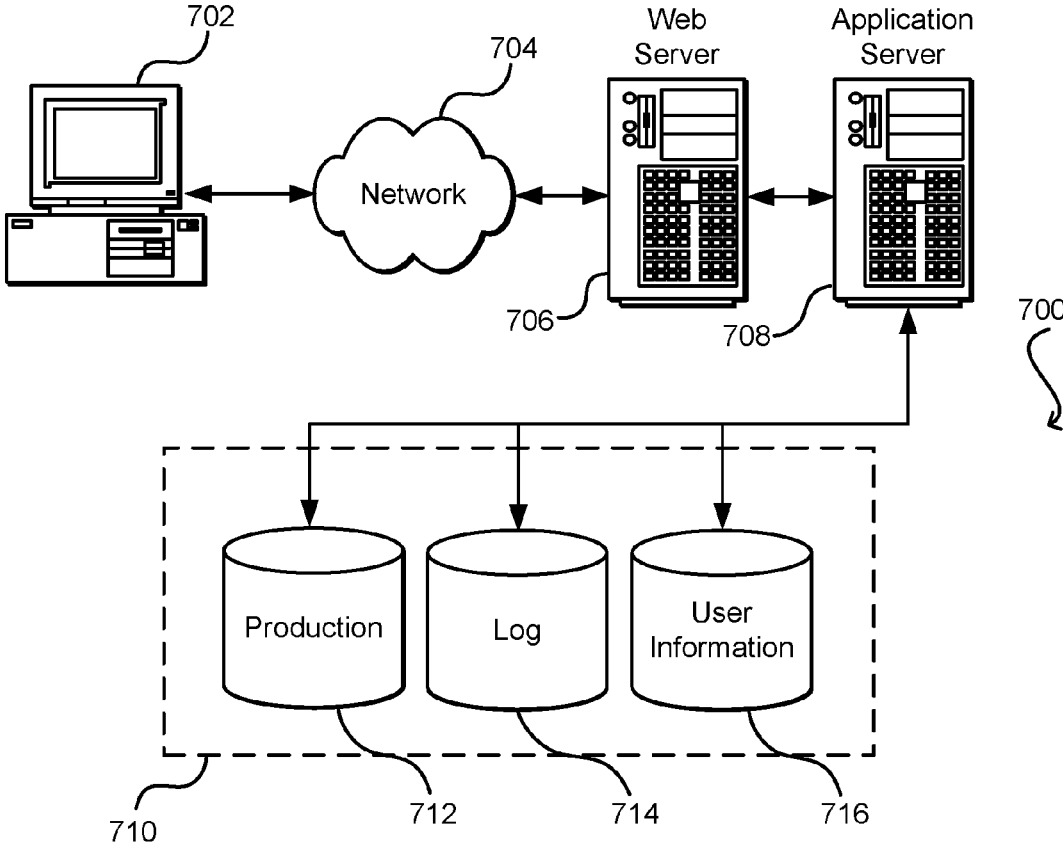 702
704
Web
Server
Application
Server
Network
706
708
700
Production
Log
User
Information
710
712
714
716